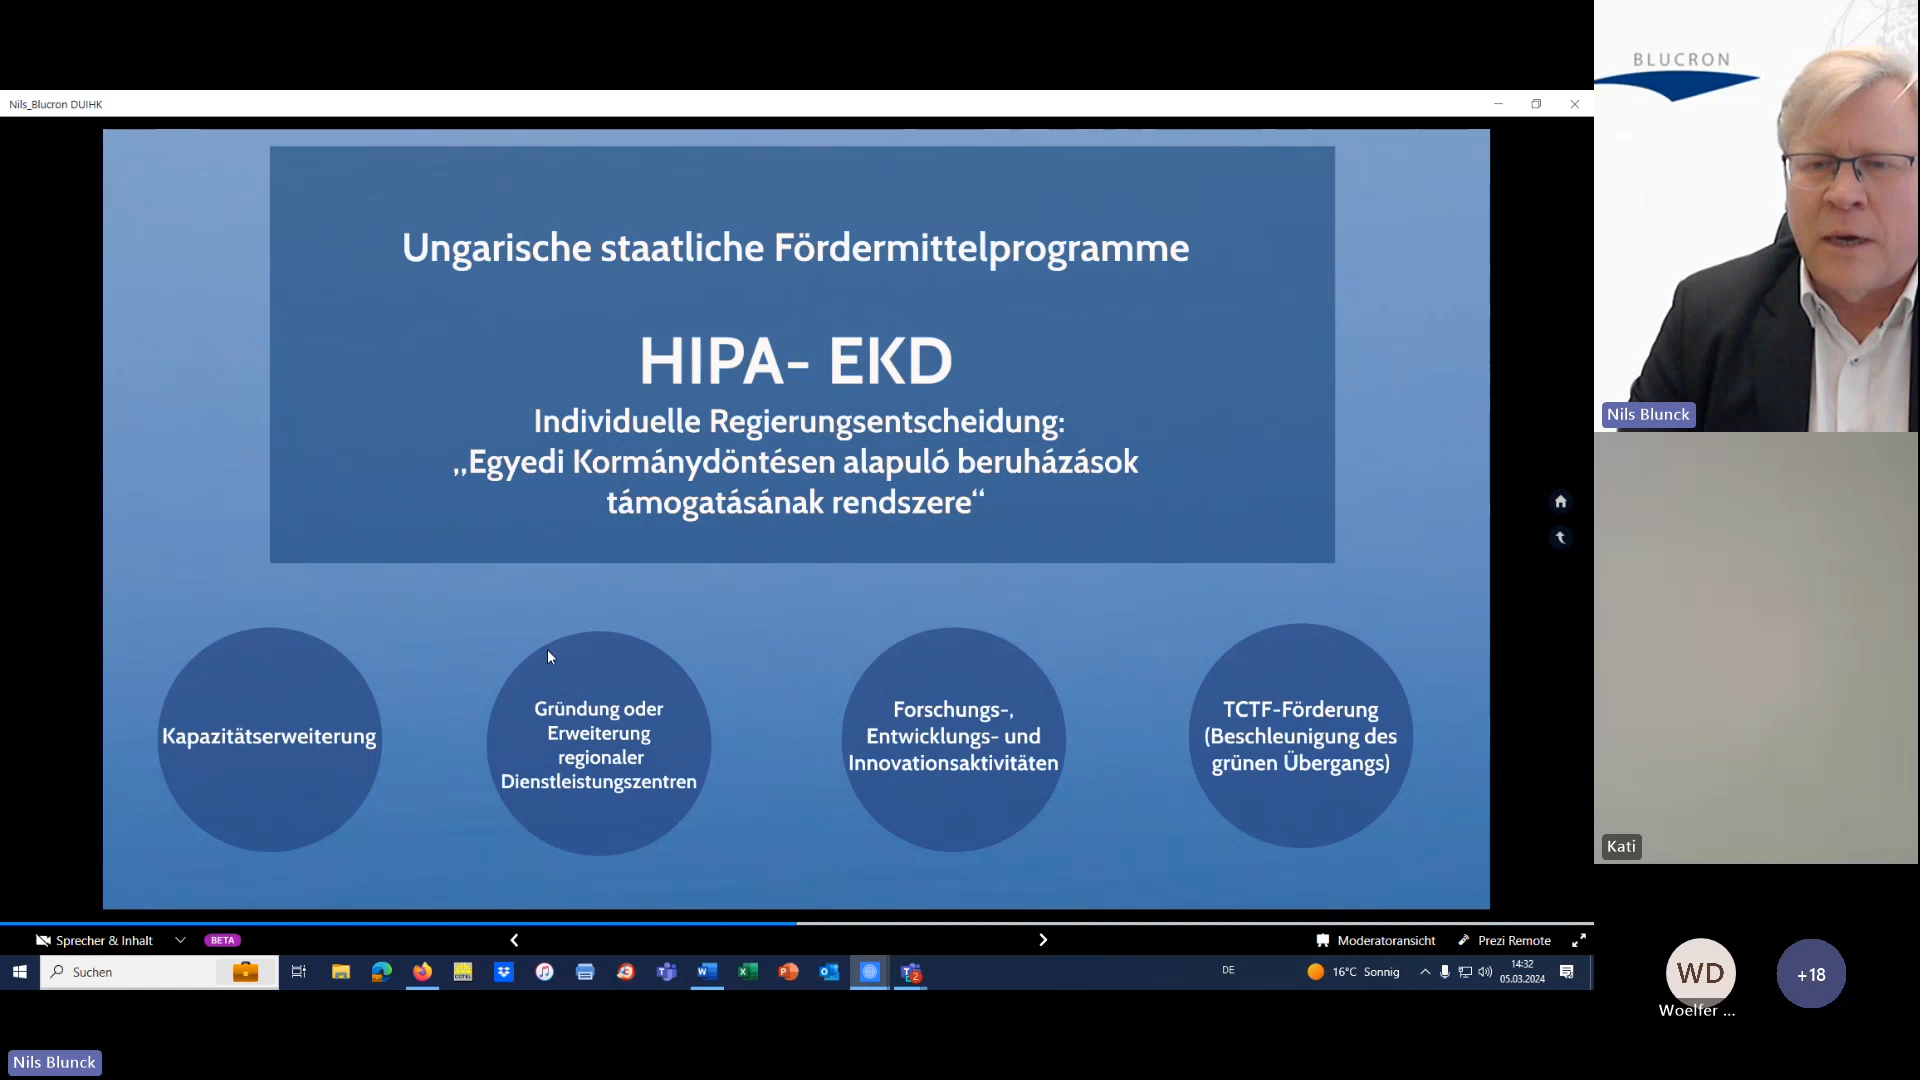 BLUCRON
Nils_Blucron DUIHK
Ungarische staatliche Fördermittelprogramme
HIPA- EKD
Individuelle Regierungsentscheidung:
„Egyedi Kormánydöntésen alapuló beruházások
támogatásának rendszere“
Kapazitätserweiterung
Gründung oder
Erweiterung
regionaler
Dienstleistungszentren
Forschungs-,
Entwicklungs- und
Innovationsaktivitäten
TCTF-Förderung
(Beschleunigung des
grünen Übergangs)
Nils Blunck
Kati
Sprecher & Inhalt
BETA
Moderatoransicht
Prezi Remote
Suchen
DE
16°C Sonnig
14:32
05.03.2024
WD
+18
Woelfer ...
Nils Blunck